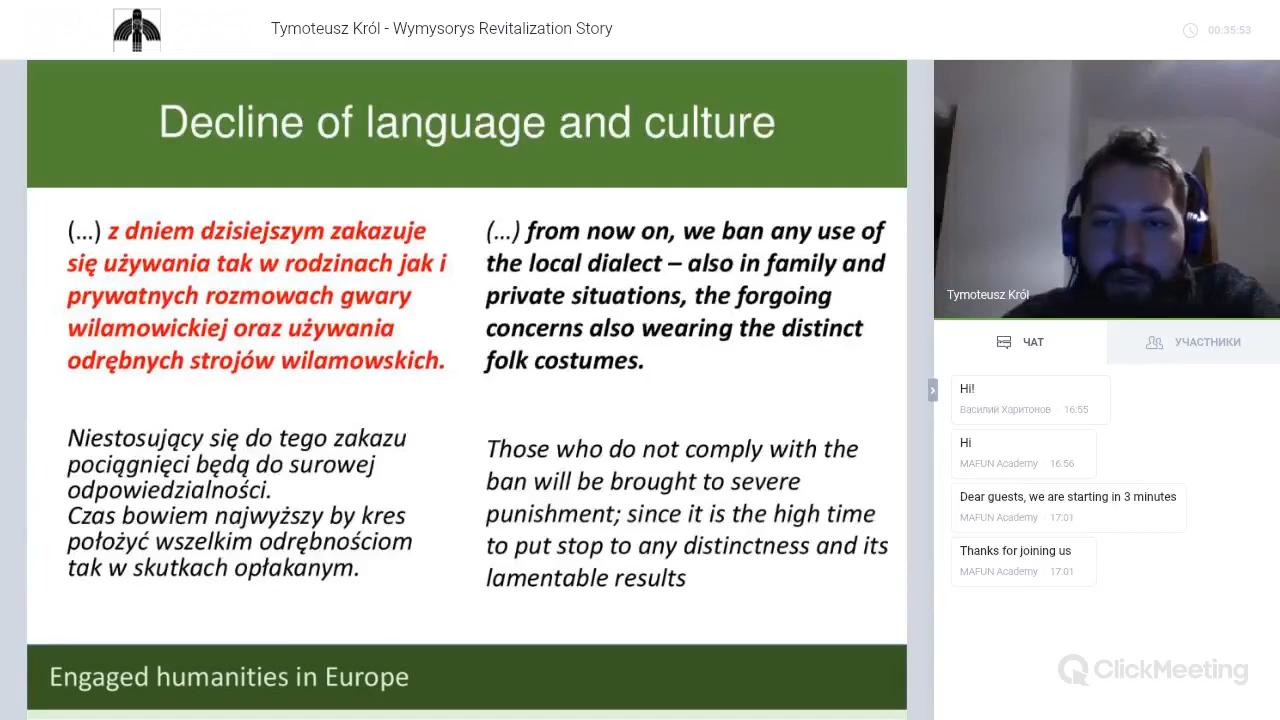 Tymoteusz Król - Wymysorys Revitalization Story
00:35:53
Decline of language and culture
(...) z dniem dzisiejszym zakazuje
się używania tak w rodzinach jak i
prywatnych rozmowach gwary
wilamowickiej oraz używania
odrębnych strojów wilamowskich.
Niestosujący się do tego zakazu
pociągnięci będą do surowej
odpowiedzialności.
Czas bowiem najwyższy by kres
położyć wszelkim odrębnościom
tak w skutkach opłakanym.
(...) from now on, we ban any use of
the local dialect – also in family and
private situations, the forgoing
concerns also wearing the distinct
folk costumes.
Those who do not comply with the
ban will be brought to severe
punishment; since it is the high time
to put stop to any distinctness and its
lamentable results
Engaged humanities in Europe
Tymoteusz Król
ЧАТ
УЧАСТНИКИ
Hi!
Василий Харитонов 16:55
Hi
MAFUN Academy 16:56
Dear guests, we are starting in 3 minutes
MAFUN Academy 17:01
Thanks for joining us
MAFUN Academy 17:01
ClickMeeting